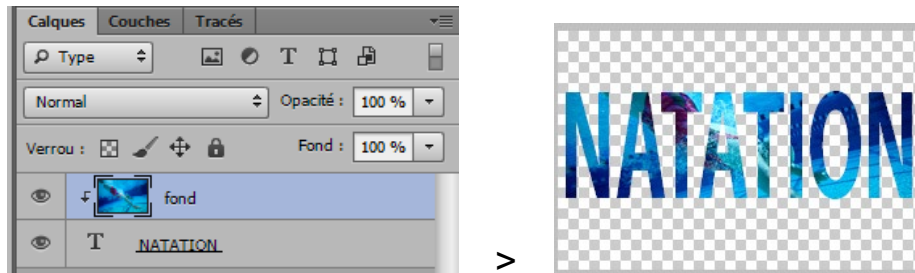 Calques Couches Tracés
Type T
Normal Opacité : 100 %
Verrou : Fond : 100 %
fond
T NATATION
>
NATATION